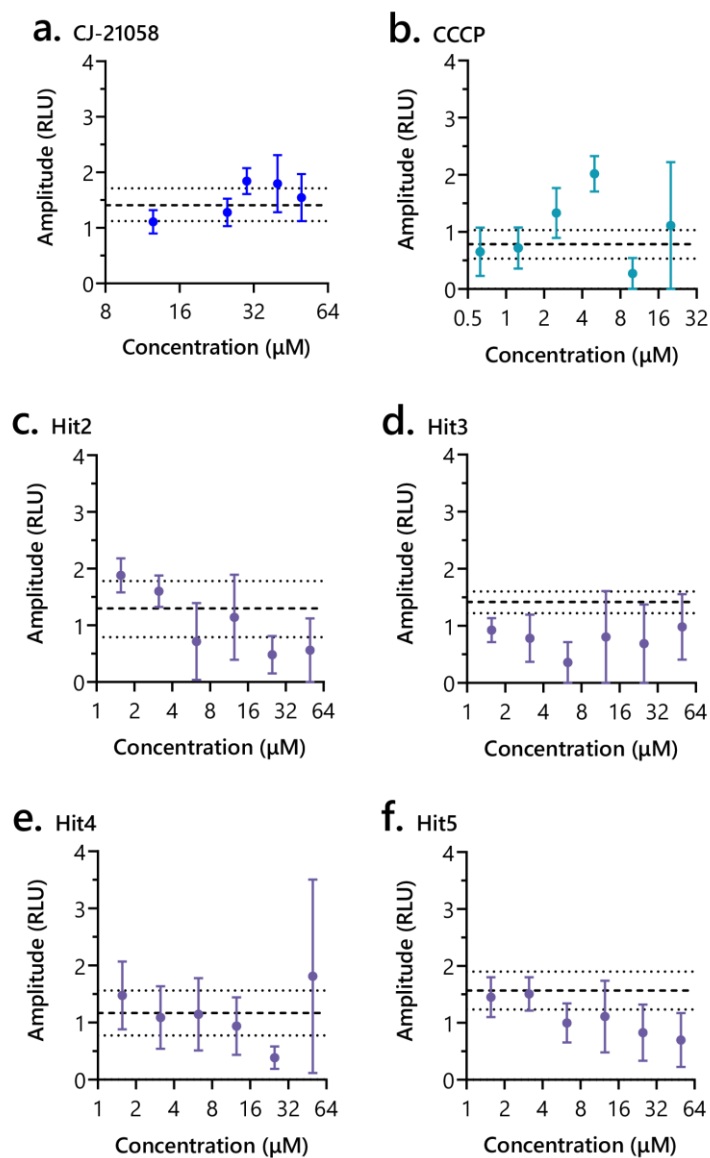 a. CJ-21058
Amplitude (RLU)
4
3
2
1
0
8 16 32 64
Concentration (µM)
b. CCCP
Amplitude (RLU)
4
3
2
1
0
0.5 1 2 4 8 16 32
Concentration (µM)
c. Hit2
Amplitude (RLU)
4
3
2
1
0
1 2 4 8 16 32 64
Concentration (µM)
d. Hit3
Amplitude (RLU)
4
3
2
1
0
1 2 4 8 16 32 64
Concentration (µM)
e. Hit4
Amplitude (RLU)
4
3
2
1
0
1 2 4 8 16 32 64
Concentration (µM)
f. Hit5
Amplitude (RLU)
4
3
2
1
0
1 2 4 8 16 32 64
Concentration (µM)